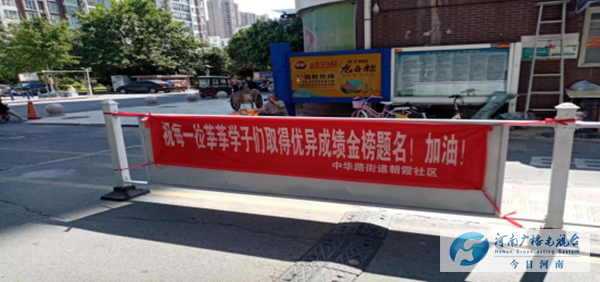 祝每一位莘莘学子们取得优异成绩金榜题名！加油！
中华路街道朝霞社区
河南广播电视台
Henan Broadcasting System
今日河南